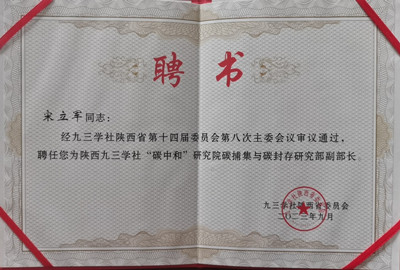 聘书
宋立军同志：
经九三学社陕西省第十四届委员会第八次主委会议审议通过，
聘任您为陕西九三学社“碳中和”研究院碳捕集与碳封存研究部副部长。
九三学社陕西省委员会
二〇二三年九月